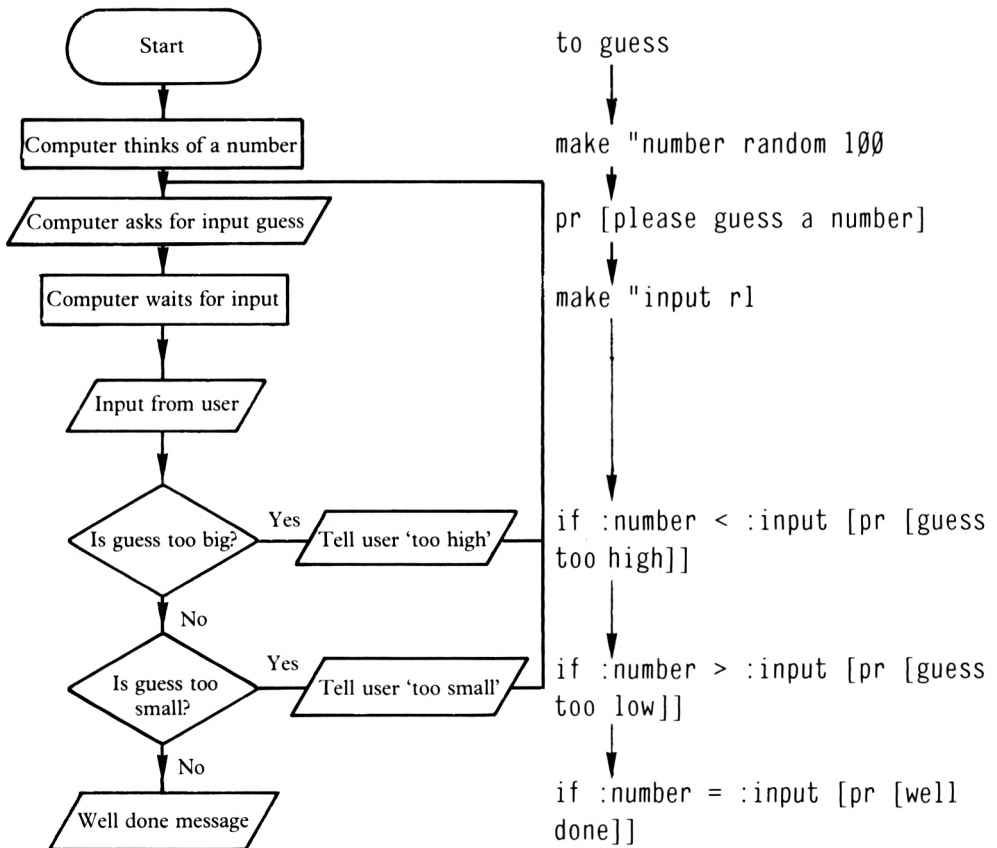 Start
Computer thinks of a number
Computer asks for input guess
Computer waits for input
Input from user
Is guess too big?
Yes
Tell user ‘too high’
No
Is guess too
small?
Yes
Tell user ‘too small’
No
Well done message
to guess
make "number random 1ØØ
pr [please guess a number]
make "input rl
if :number < :input [pr [guess
too high]]
if :number > :input [pr [guess
too low]]
if :number = :input [pr [well
done]]